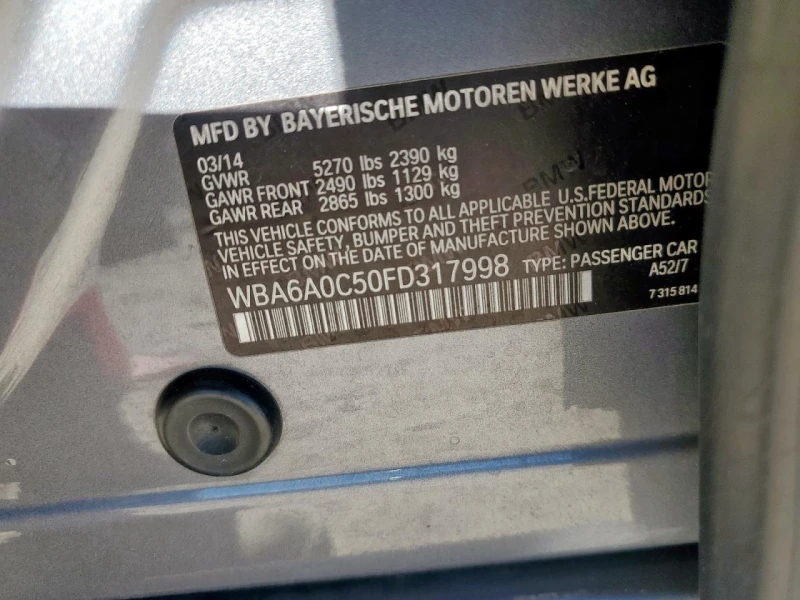 MFD BY BAYERISCHE MOTOREN WERKE AG
03/14
GVWR 5270 lbs 2390 kg
GAWR FRONT 2490 lbs 1129 kg
GAWR REAR 2865 lbs 1300 kg
THIS VEHICLE CONFORMS TO ALL APPLICABLE U.S.FEDERAL MOTOR
VEHICLE SAFETY, BUMPER AND THEFT PREVENTION STANDARDS
IN EFFECT ON DATE OF MANUFACTURE SHOWN ABOVE.
WBA6A0C50FD317998 TYPE: PASSENGER CAR
A52/7
7 315 814